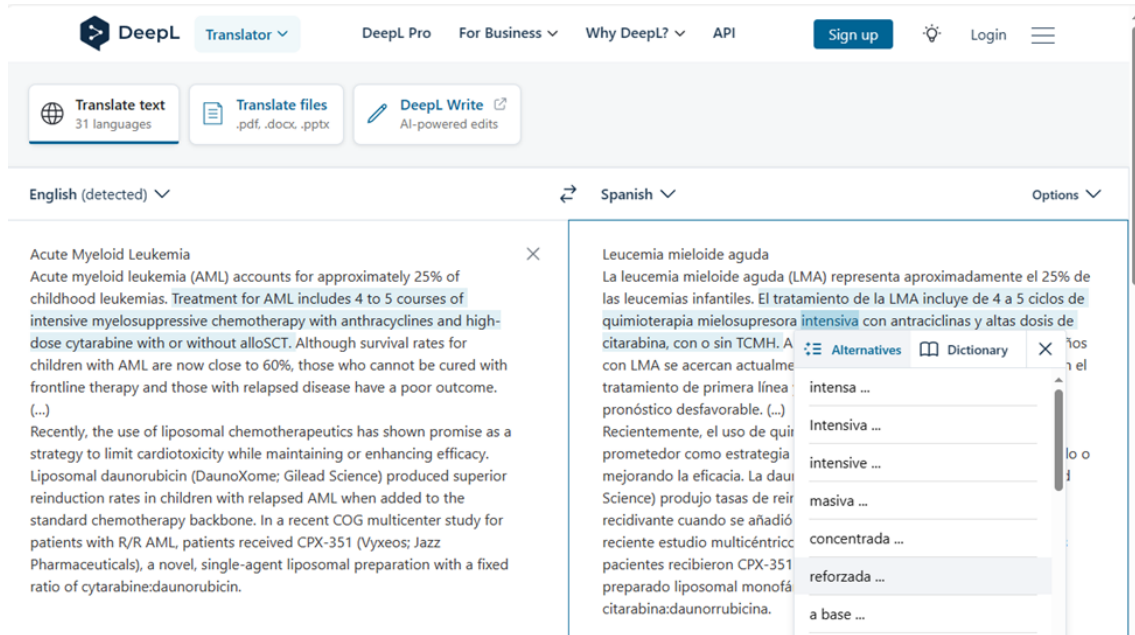 DeepL Translator DeepL Pro For Business Why DeepL? API Sign up Login
Translate text
31 languages
Translate files
.pdf, .docx, .pptx
DeepL Write
AI-powered edits
English (detected)
Spanish
Options
Acute Myeloid Leukemia
Acute myeloid leukemia (AML) accounts for approximately 25% of
childhood leukemias. Treatment for AML includes 4 to 5 courses of
intensive myelosuppressive chemotherapy with anthracyclines and high-
dose cytarabine with or without alloSCT. Although survival rates for
children with AML are now close to 60%, those who cannot be cured with
frontline therapy and those with relapsed disease have a poor outcome.
(...)
Recently, the use of liposomal chemotherapeutics has shown promise as a
strategy to limit cardiotoxicity while maintaining or enhancing efficacy.
Liposomal daunorubicin (DaunoXome; Gilead Science) produced superior
reinduction rates in children with relapsed AML when added to the
standard chemotherapy backbone. In a recent COG multicenter study for
patients with R/R AML, patients received CPX-351 (Vyxeos; Jazz
Pharmaceuticals), a novel, single-agent liposomal preparation with a fixed
ratio of cytarabine:daunorubicin.
Leucemia mieloide aguda
La leucemia mieloide aguda (LMA) representa aproximadamente el 25% de
las leucemias infantiles. El tratamiento de la LMA incluye de 4 a 5 ciclos de
quimioterapia mielosupresora intensiva con antraciclinas y altas dosis de
citarabina, con o sin TCMH. A
con LMA se acercan actualme el
tratamiento de primera línea
pronóstico desfavorable. (...)
Recientemente, el uso de qui
prometedor como estrategia lo o
mejorando la eficacia. La dau
Science) produjo tasas de rei
recidivante cuando se añadió
reciente estudio multicéntric
pacientes recibieron CPX-351
preparado liposomal monofá
citarabina:daunorrubicina.
Alternatives Dictionary
intensa ...
Intensiva ...
intensive ...
masiva ...
concentrada ...
reforzada ...
a base ...